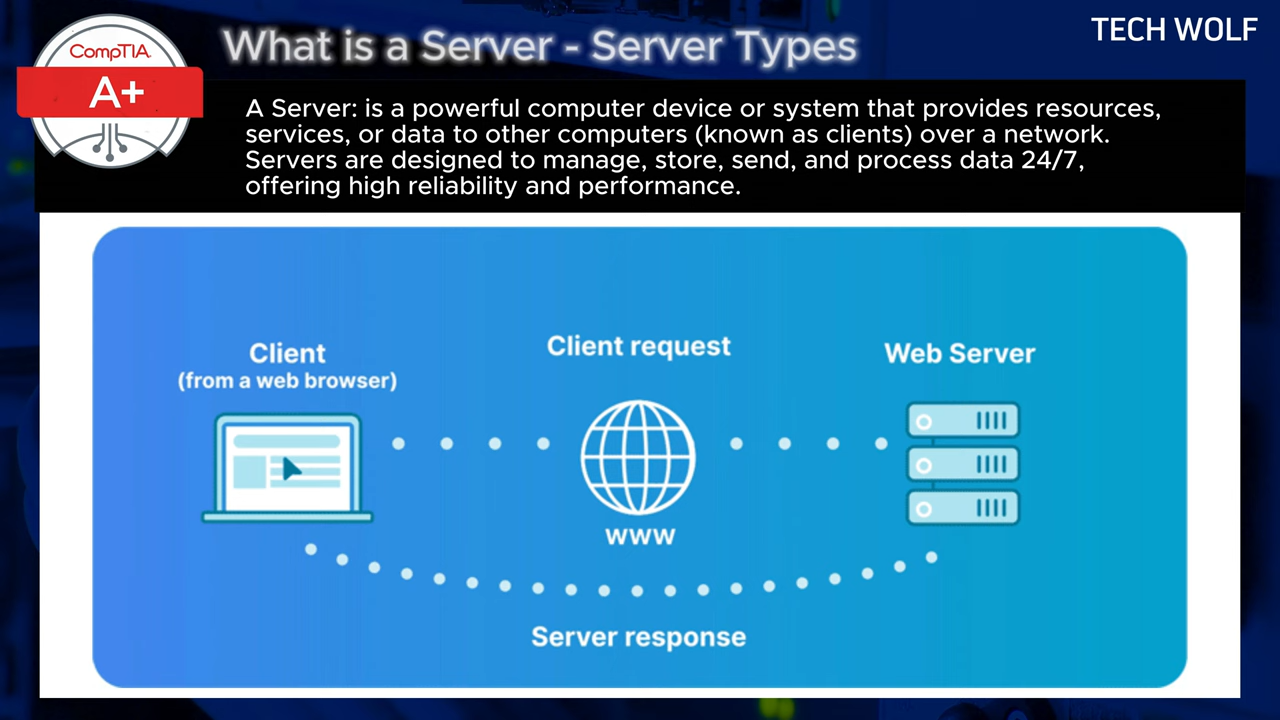 CompTIA.
A+
What is a Server - Server Types
TECH WOLF
A Server: is a powerful computer device or system that provides resources,
services, or data to other computers (known as clients) over a network.
Servers are designed to manage, store, send, and process data 24/7,
offering high reliability and performance.
Client
(from a web browser)
Client request
Web Server
WWW
Server response